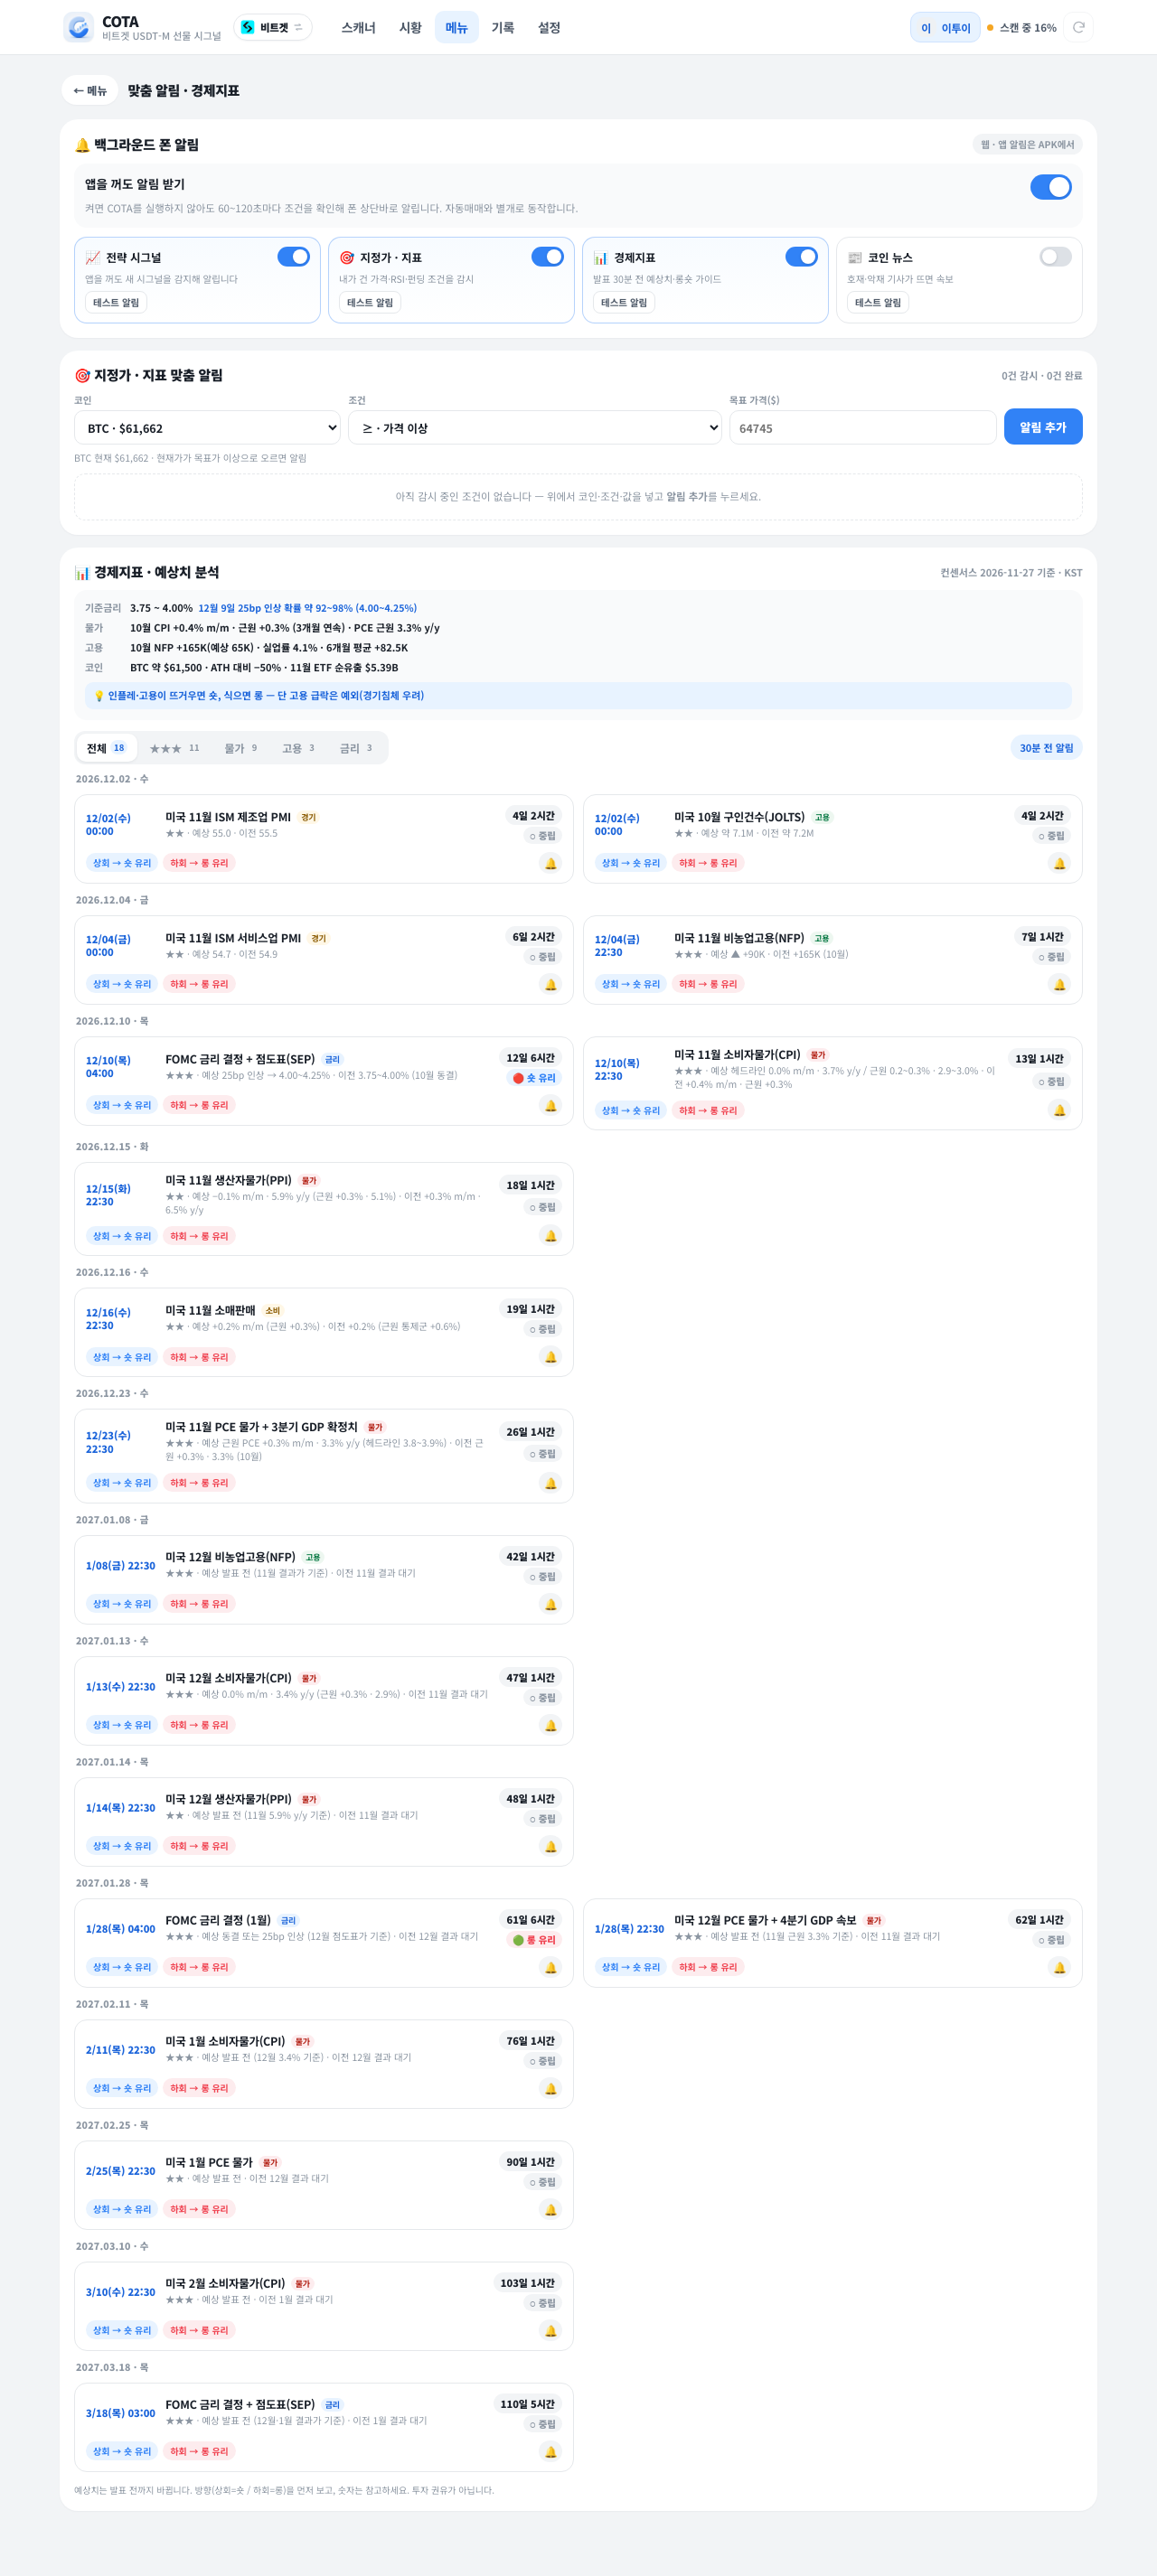 COTA
비트겟 USDT-M 선물 시그널
비트겟
스캐너 시황 메뉴 기록 설정
이 이투이
스캔 중 16%
← 메뉴
맞춤 알림 · 경제지표
🔔 백그라운드 폰 알림
웹 · 앱 알림은 APK에서
앱을 꺼도 알림 받기
켜면 COTA를 실행하지 않아도 60~120초마다 조건을 확인해 폰 상단바로 알립니다. 자동매매와 별개로 동작합니다.
📈 전략 시그널
앱을 꺼도 새 시그널을 감지해 알립니다
테스트 알림
🎯 지정가 · 지표
내가 건 가격·RSI·펀딩 조건을 감시
테스트 알림
📊 경제지표
발표 30분 전 예상치·롱숏 가이드
테스트 알림
📰 코인 뉴스
호재·악재 기사가 뜨면 속보
테스트 알림
🎯 지정가 · 지표 맞춤 알림
0건 감시 · 0건 완료
코인
BTC · $61,662
조건
≥ · 가격 이상
목표 가격($)
64745
알림 추가
BTC 현재 $61,662 · 현재가가 목표가 이상으로 오르면 알림
아직 감시 중인 조건이 없습니다 — 위에서 코인·조건·값을 넣고 알림 추가를 누르세요.
📊 경제지표 · 예상치 분석
컨센서스 2026-11-27 기준 · KST
기준금리 3.75 ~ 4.00% 12월 9일 25bp 인상 확률 약 92~98% (4.00~4.25%)
물가 10월 CPI +0.4% m/m · 근원 +0.3% (3개월 연속) · PCE 근원 3.3% y/y
고용 10월 NFP +165K(예상 65K) · 실업률 4.1% · 6개월 평균 +82.5K
코인 BTC 약 $61,500 · ATH 대비 −50% · 11월 ETF 순유출 $5.39B
💡 인플레·고용이 뜨거우면 숏, 식으면 롱 — 단 고용 급락은 예외(경기침체 우려)
전체 18 ★★★ 11 물가 9 고용 3 금리 3
30분 전 알림
2026.12.02 · 수
12/02(수)
00:00
미국 11월 ISM 제조업 PMI 경기
★★ · 예상 55.0 · 이전 55.5
4일 2시간
○ 중립
상회 → 숏 유리 하회 → 롱 유리
🔔
12/02(수)
00:00
미국 10월 구인건수(JOLTS) 고용
★★ · 예상 약 7.1M · 이전 약 7.2M
4일 2시간
○ 중립
상회 → 숏 유리 하회 → 롱 유리
🔔
2026.12.04 · 금
12/04(금)
00:00
미국 11월 ISM 서비스업 PMI 경기
★★ · 예상 54.7 · 이전 54.9
6일 2시간
○ 중립
상회 → 숏 유리 하회 → 롱 유리
🔔
12/04(금)
22:30
미국 11월 비농업고용(NFP) 고용
★★★ · 예상 ▲ +90K · 이전 +165K (10월)
7일 1시간
○ 중립
상회 → 숏 유리 하회 → 롱 유리
🔔
2026.12.10 · 목
12/10(목)
04:00
FOMC 금리 결정 + 점도표(SEP) 금리
★★★ · 예상 25bp 인상 → 4.00~4.25% · 이전 3.75~4.00% (10월 동결)
12일 6시간
🔴 숏 유리
상회 → 숏 유리 하회 → 롱 유리
🔔
12/10(목)
22:30
미국 11월 소비자물가(CPI) 물가
★★★ · 예상 헤드라인 0.0% m/m · 3.7% y/y / 근원 0.2~0.3% · 2.9~3.0% · 이
전 +0.4% m/m · 근원 +0.3%
13일 1시간
○ 중립
상회 → 숏 유리 하회 → 롱 유리
🔔
2026.12.15 · 화
12/15(화)
22:30
미국 11월 생산자물가(PPI) 물가
★★ · 예상 −0.1% m/m · 5.9% y/y (근원 +0.3% · 5.1%) · 이전 +0.3% m/m ·
6.5% y/y
18일 1시간
○ 중립
상회 → 숏 유리 하회 → 롱 유리
🔔
2026.12.16 · 수
12/16(수)
22:30
미국 11월 소매판매 소비
★★ · 예상 +0.2% m/m (근원 +0.3%) · 이전 +0.2% (근원 통제군 +0.6%)
19일 1시간
○ 중립
상회 → 숏 유리 하회 → 롱 유리
🔔
2026.12.23 · 수
12/23(수)
22:30
미국 11월 PCE 물가 + 3분기 GDP 확정치 물가
★★★ · 예상 근원 PCE +0.3% m/m · 3.3% y/y (헤드라인 3.8~3.9%) · 이전 근
원 +0.3% · 3.3% (10월)
26일 1시간
○ 중립
상회 → 숏 유리 하회 → 롱 유리
🔔
2027.01.08 · 금
1/08(금) 22:30
미국 12월 비농업고용(NFP) 고용
★★★ · 예상 발표 전 (11월 결과가 기준) · 이전 11월 결과 대기
42일 1시간
○ 중립
상회 → 숏 유리 하회 → 롱 유리
🔔
2027.01.13 · 수
1/13(수) 22:30
미국 12월 소비자물가(CPI) 물가
★★★ · 예상 0.0% m/m · 3.4% y/y (근원 +0.3% · 2.9%) · 이전 11월 결과 대기
47일 1시간
○ 중립
상회 → 숏 유리 하회 → 롱 유리
🔔
2027.01.14 · 목
1/14(목) 22:30
미국 12월 생산자물가(PPI) 물가
★★ · 예상 발표 전 (11월 5.9% y/y 기준) · 이전 11월 결과 대기
48일 1시간
○ 중립
상회 → 숏 유리 하회 → 롱 유리
🔔
2027.01.28 · 목
1/28(목) 04:00
FOMC 금리 결정 (1월) 금리
★★★ · 예상 동결 또는 25bp 인상 (12월 점도표가 기준) · 이전 12월 결과 대기
61일 6시간
🟢 롱 유리
상회 → 숏 유리 하회 → 롱 유리
🔔
1/28(목) 22:30
미국 12월 PCE 물가 + 4분기 GDP 속보 물가
★★★ · 예상 발표 전 (11월 근원 3.3% 기준) · 이전 11월 결과 대기
62일 1시간
○ 중립
상회 → 숏 유리 하회 → 롱 유리
🔔
2027.02.11 · 목
2/11(목) 22:30
미국 1월 소비자물가(CPI) 물가
★★★ · 예상 발표 전 (12월 3.4% 기준) · 이전 12월 결과 대기
76일 1시간
○ 중립
상회 → 숏 유리 하회 → 롱 유리
🔔
2027.02.25 · 목
2/25(목) 22:30
미국 1월 PCE 물가 물가
★★ · 예상 발표 전 · 이전 12월 결과 대기
90일 1시간
○ 중립
상회 → 숏 유리 하회 → 롱 유리
🔔
2027.03.10 · 수
3/10(수) 22:30
미국 2월 소비자물가(CPI) 물가
★★★ · 예상 발표 전 · 이전 1월 결과 대기
103일 1시간
○ 중립
상회 → 숏 유리 하회 → 롱 유리
🔔
2027.03.18 · 목
3/18(목) 03:00
FOMC 금리 결정 + 점도표(SEP) 금리
★★★ · 예상 발표 전 (12월·1월 결과가 기준) · 이전 1월 결과 대기
110일 5시간
○ 중립
상회 → 숏 유리 하회 → 롱 유리
🔔
예상치는 발표 전까지 바뀝니다. 방향(상회=숏 / 하회=롱)을 먼저 보고, 숫자는 참고하세요. 투자 권유가 아닙니다.